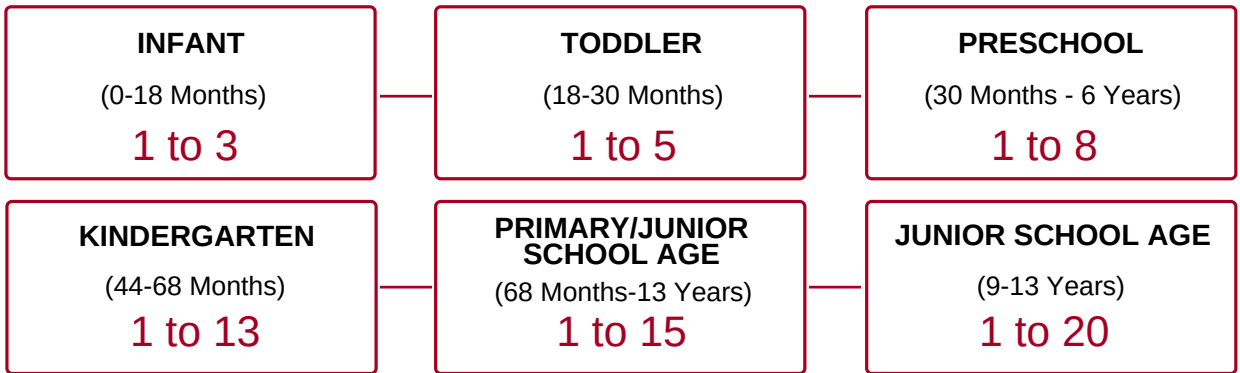 INFANT
(0-18 Months)
1 to 3
TODDLER
(18-30 Months)
1 to 5
PRESCHOOL
(30 Months - 6 Years)
1 to 8
KINDERGARTEN
(44-68 Months)
1 to 13
PRIMARY/JUNIOR
SCHOOL AGE
(68 Months-13 Years)
1 to 15
JUNIOR SCHOOL AGE
(9-13 Years)
1 to 20